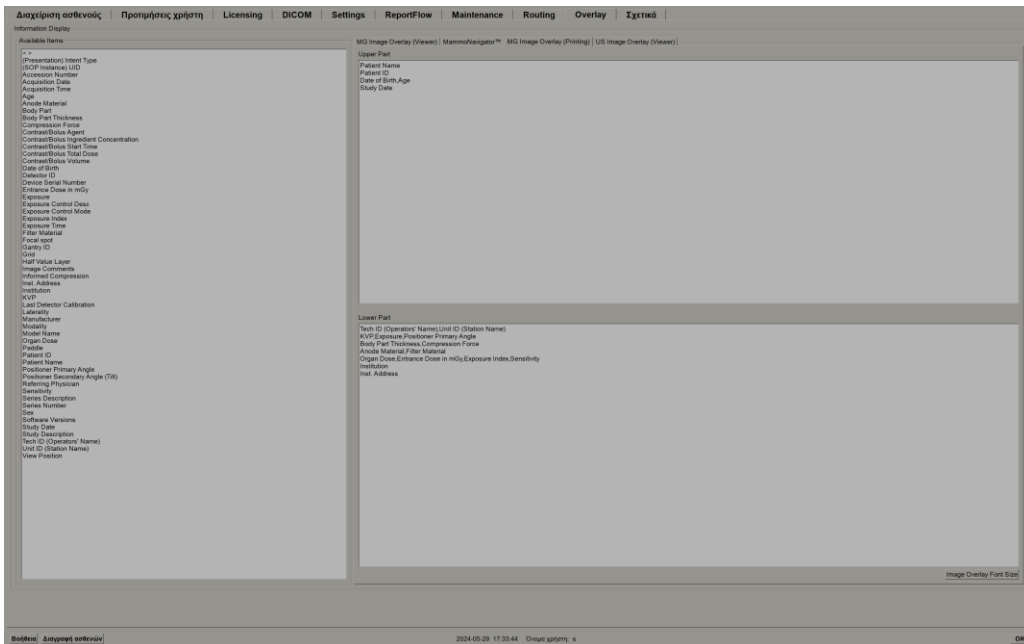 Διαχείριση ασθενούς Προτιμήσεις χρήστη Licensing DICOM Settings ReportFlow Maintenance Routing Overlay Σχετικά
Information Display
Available Items
MG Image Overlay (Viewer) MammoNavigator™ MG Image Overlay (Printing) US Image Overlay (Viewer)
< >
(Presentation) Intent Type
(SOP Instance) UID
Accession Number
Acquisition Date
Acquisition Time
Age
Anode Material
Body Part
Body Part Thickness
Compression Force
Contrast/Bolus Agent
Contrast/Bolus Ingredient Concentration
Contrast/Bolus Start Time
Contrast/Bolus Total Dose
Contrast/Bolus Volume
Date of Birth
Detector ID
Device Serial Number
Entrance Dose in mGy
Exposure
Exposure Control Desc
Exposure Control Mode
Exposure Index
Exposure Time
Filter Material
Focal spot
Gantry ID
Grid
Half Value Layer
Image Comments
Informed Compression
Inst. Address
Institution
KVP
Last Detector Calibration
Laterality
Manufacturer
Modality
Model Name
Organ Dose
Paddle
Patient ID
Patient Name
Positioner Primary Angle
Positioner Secondary Angle (Tilt)
Referring Physician
Sensitivity
Series Description
Series Number
Sex
Software Versions
Study Date
Study Description
Tech ID (Operators' Name)
Unit ID (Station Name)
View Position
Upper Part
Patient Name
Patient ID
Date of Birth,Age
Study Date
Lower Part
Tech ID (Operators' Name),Unit ID (Station Name)
KVP,Exposure,Positioner Primary Angle
Body Part Thickness,Compression Force
Anode Material,Filter Material
Organ Dose,Entrance Dose in mGy,Exposure Index,Sensitivity
Institution
Inst. Address
Image Overlay Font Size
Βοήθεια Διαγραφή ασθενών 2024-05-29 17:33:44 Όνομα χρήστη: s OK